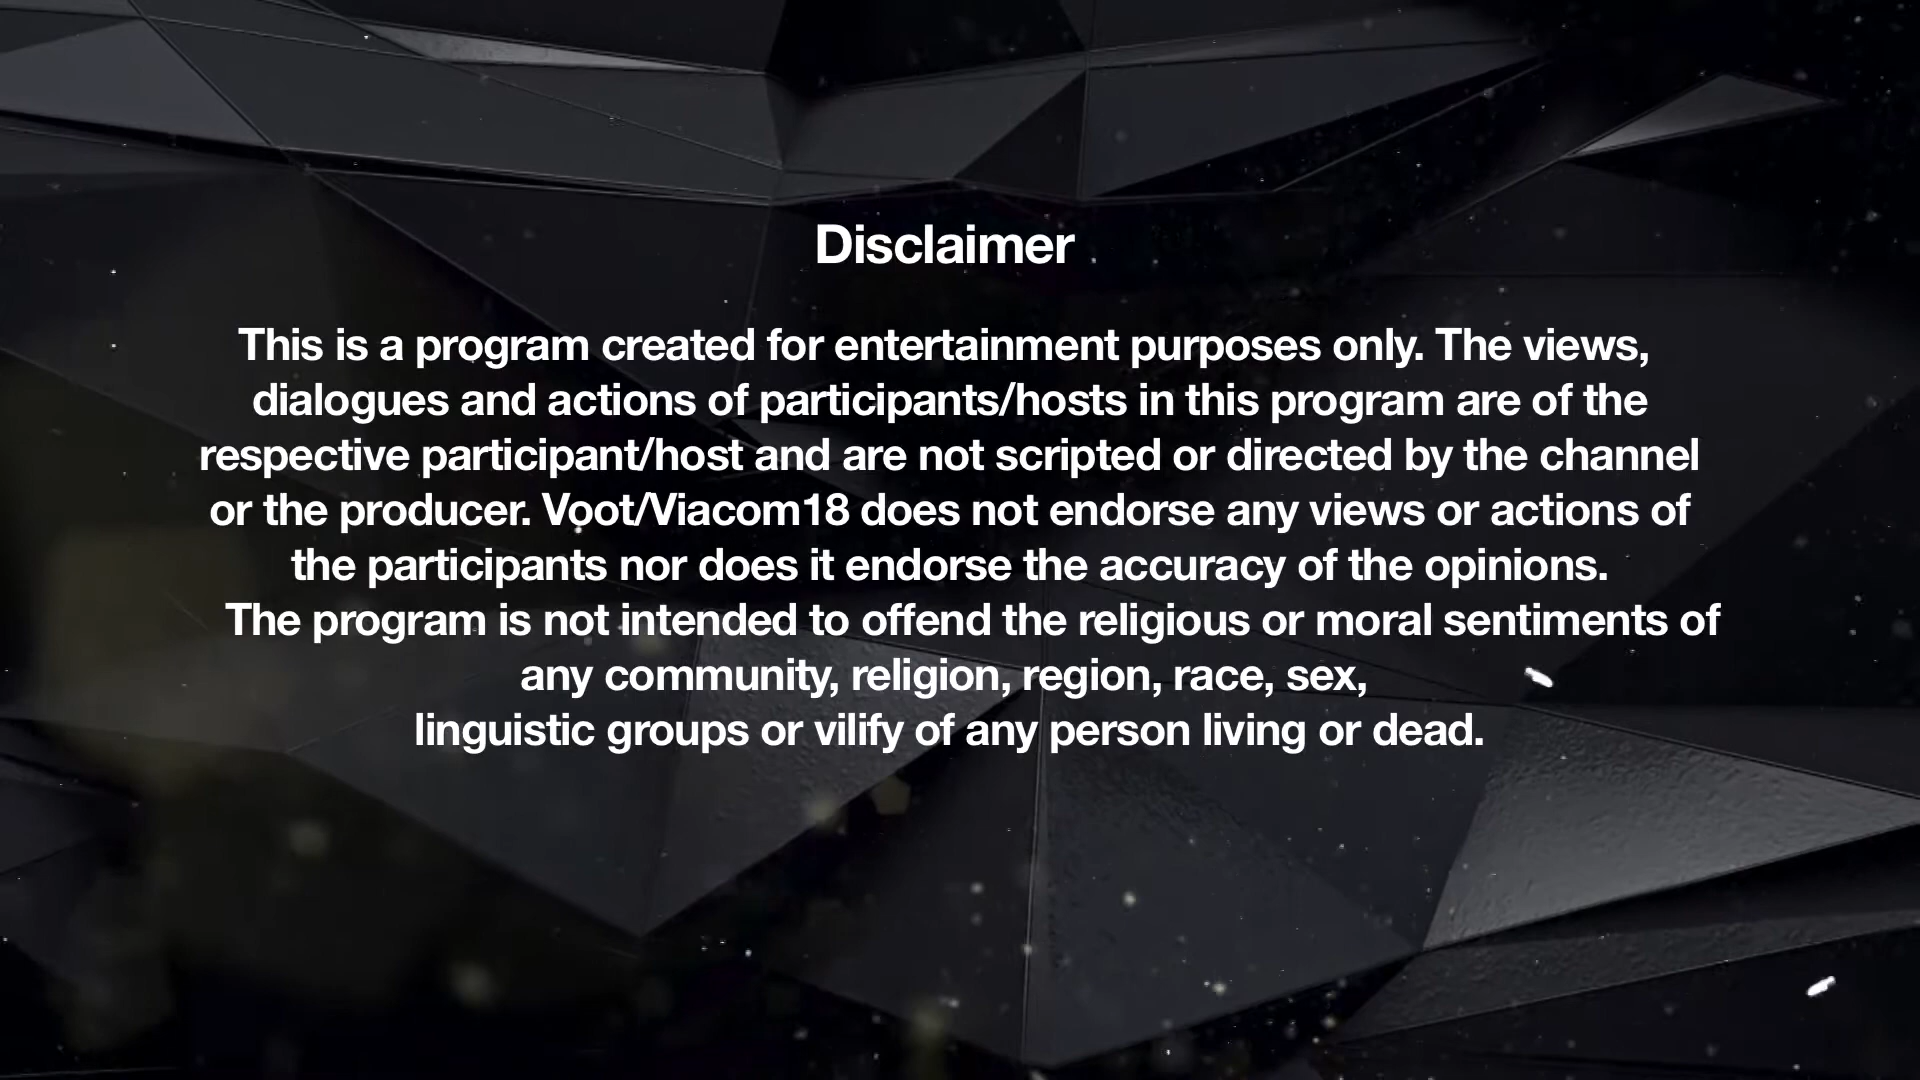 Disclaimer
This is a program created for entertainment purposes only. The views,
dialogues and actions of participants/hosts in this program are of the
respective participant/host and are not scripted or directed by the channel
or the producer. Voot/Viacom18 does not endorse any views or actions of
the participants nor does it endorse the accuracy of the opinions.
The program is not intended to offend the religious or moral sentiments of
any community, religion, region, race, sex,
linguistic groups or vilify of any person living or dead.